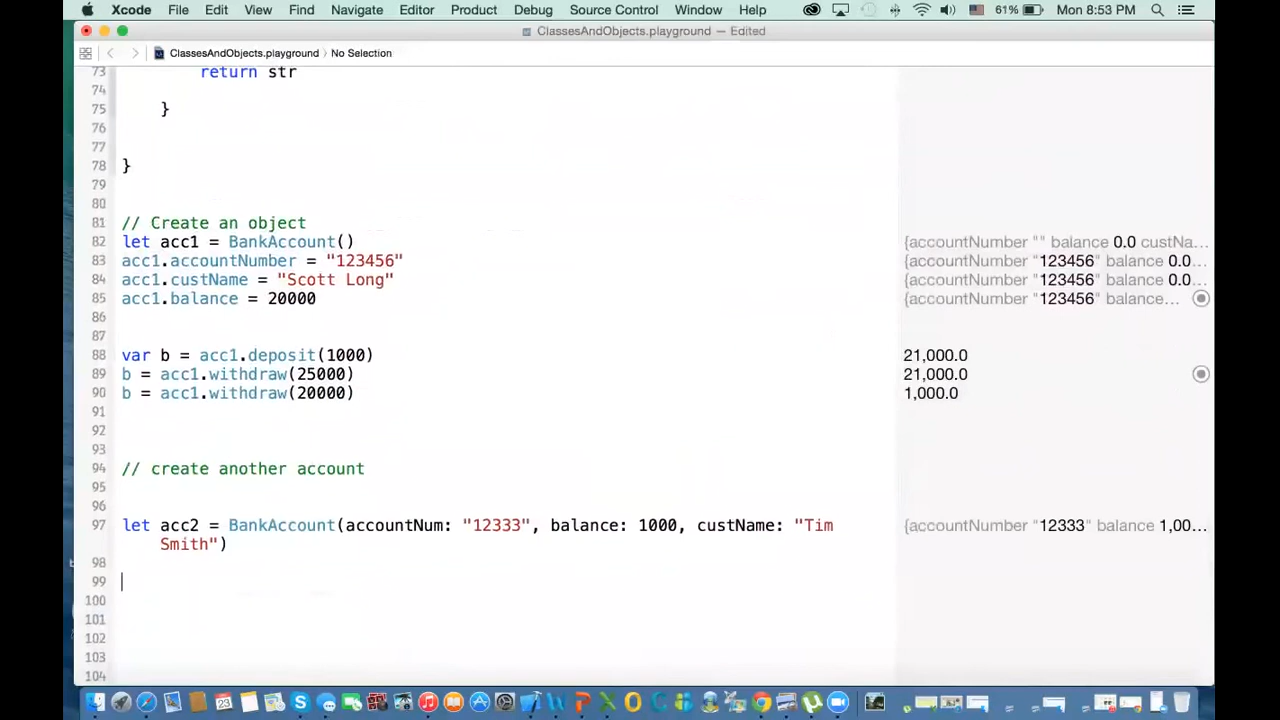 Xcode File Edit View Find Navigate Editor Product Debug Source Control Window Help 61% Mon 8:53 PM
ClassesAndObjects.playground — Edited
ClassesAndObjects.playground › No Selection
73 return str
74
75 }
76
77
78 }
79
80
81 // Create an object
82 let acc1 = BankAccount() {accountNumber "" balance 0.0 custNa...
83 acc1.accountNumber = "123456" {accountNumber "123456" balance 0.0...
84 acc1.custName = "Scott Long" {accountNumber "123456" balance 0.0...
85 acc1.balance = 20000 {accountNumber "123456" balance...
86
87
88 var b = acc1.deposit(1000) 21,000.0
89 b = acc1.withdraw(25000) 21,000.0
90 b = acc1.withdraw(20000) 1,000.0
91
92
93
94 // create another account
95
96
97 let acc2 = BankAccount(accountNum: "12333", balance: 1000, custName: "Tim {accountNumber "12333" balance 1,00...
Smith")
98
99
100
101
102
103
104
23